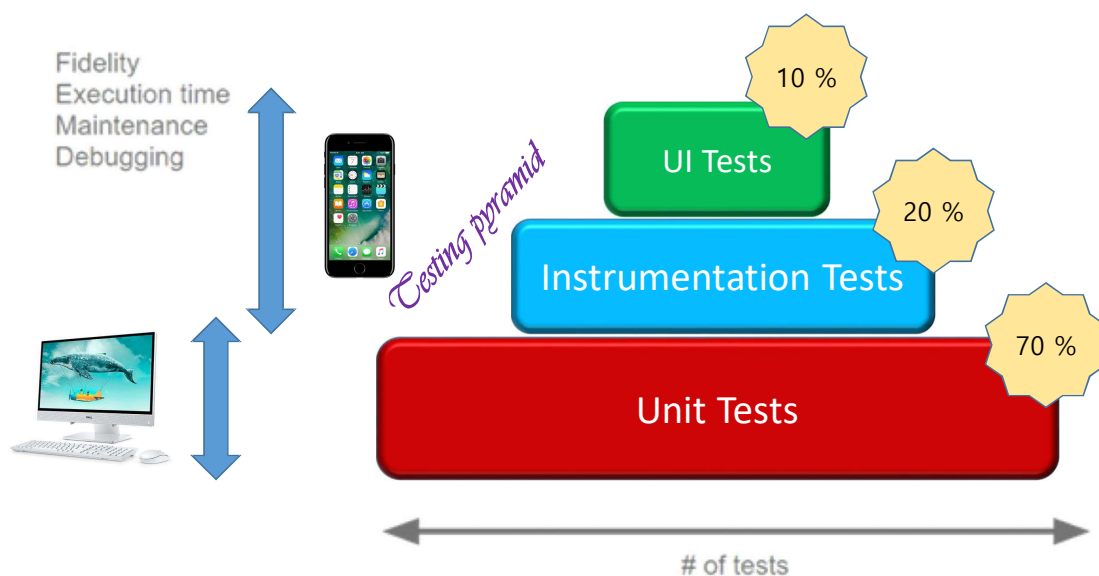 Fidelity
Execution time
Maintenance
Debugging
10 %
UI Tests
Testing pyramid
20 %
Instrumentation Tests
70 %
Unit Tests
# of tests